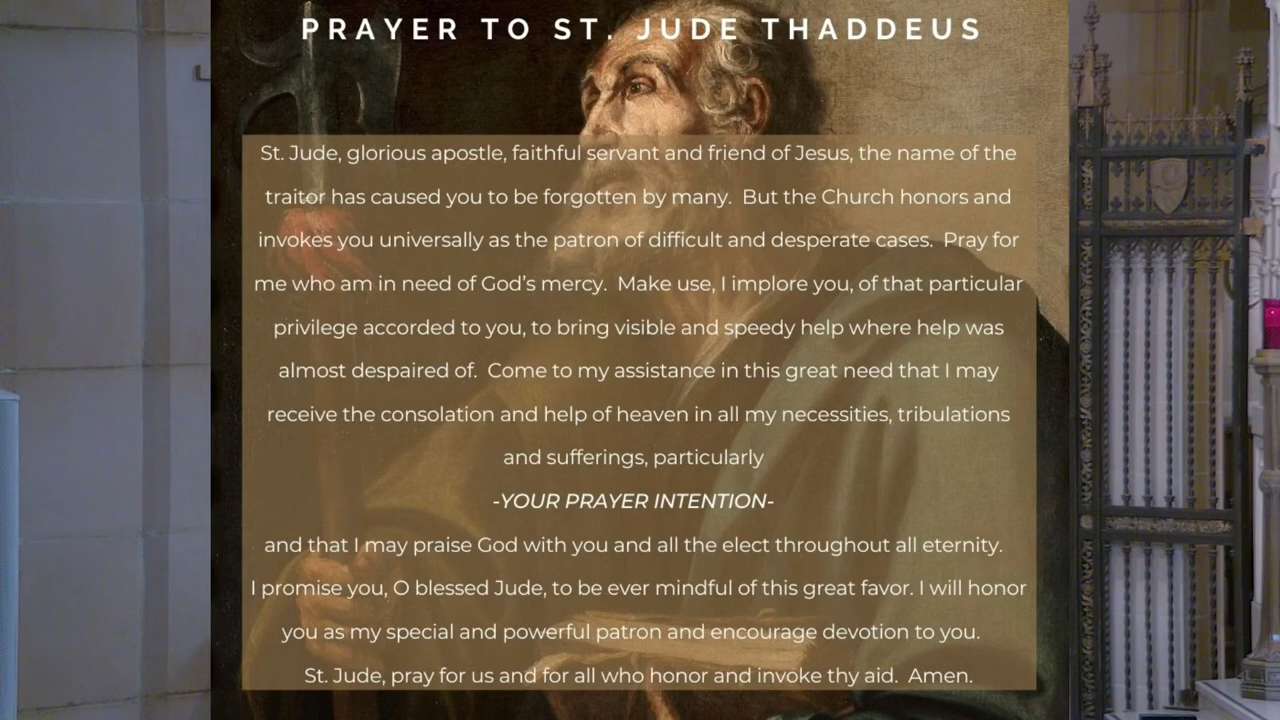 PRAYER TO ST. JUDE THADDEUS
St. Jude, glorious apostle, faithful servant and friend of Jesus, the name of the
traitor has caused you to be forgotten by many.  But the Church honors and
invokes you universally as the patron of difficult and desperate cases.  Pray for
me who am in need of God’s mercy.  Make use, I implore you, of that particular
privilege accorded to you, to bring visible and speedy help where help was
almost despaired of.  Come to my assistance in this great need that I may
receive the consolation and help of heaven in all my necessities, tribulations
and sufferings, particularly
-YOUR PRAYER INTENTION-
and that I may praise God with you and all the elect throughout all eternity.
I promise you, O blessed Jude, to be ever mindful of this great favor. I will honor
you as my special and powerful patron and encourage devotion to you.
St. Jude, pray for us and for all who honor and invoke thy aid.  Amen.